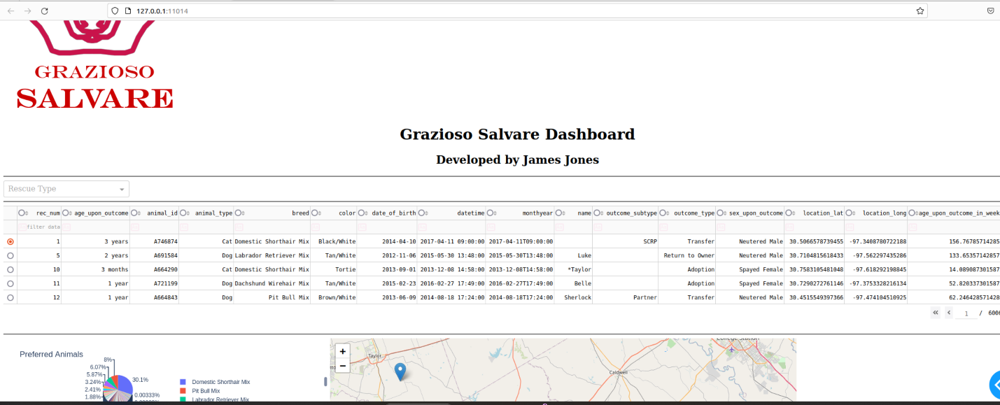 127.0.0.1:11014
GRAZIOSO
SALVARE
Grazioso Salvare Dashboard
Developed by James Jones
Rescue Type
rec_num age_upon_outcome animal_id animal_type breed color date_of_birth datetime monthyear name outcome_subtype outcome_type sex_upon_outcome location_lat location_long age_upon_outcome_in_week
filter data
1 3 years A746874 Cat Domestic Shorthair Mix Black/White 2014-04-10 2017-04-11 09:00:00 2017-04-11T09:00:00 SCRP Transfer Neutered Male 30.5066578739455 -97.3408780722188 156.76785714285
5 2 years A691584 Dog Labrador Retriever Mix Tan/White 2012-11-06 2015-05-30 13:48:00 2015-05-30T13:48:00 Luke Return to Owner Neutered Male 30.7104815618433 -97.562297435286 133.65357142857
10 3 months A664290 Cat Domestic Shorthair Mix Tortie 2013-09-01 2013-12-08 14:58:00 2013-12-08T14:58:00 *Taylor Adoption Spayed Female 30.7583105481048 -97.618292198845 14.089087301587
11 1 year A721199 Dog Dachshund Wirehair Mix Tan/White 2015-02-23 2016-02-27 17:49:00 2016-02-27T17:49:00 Belle Adoption Spayed Female 30.7290272761146 -97.3753328216134 52.820337301587
12 1 year A664843 Dog Pit Bull Mix Brown/White 2013-06-09 2014-08-18 17:24:00 2014-08-18T17:24:00 Sherlock Partner Transfer Neutered Male 30.4515549397366 -97.474104510925 62.246428571428
« ‹ 1 / 6006
Preferred Animals
8%
6.07%
5.87%
3.24%
2.41%
1.88%
30.1%
0.00333%
Domestic Shorthair Mix
Pit Bull Mix
Labrador Retriever Mix
+
−
Taylor
Caldwell
College Station